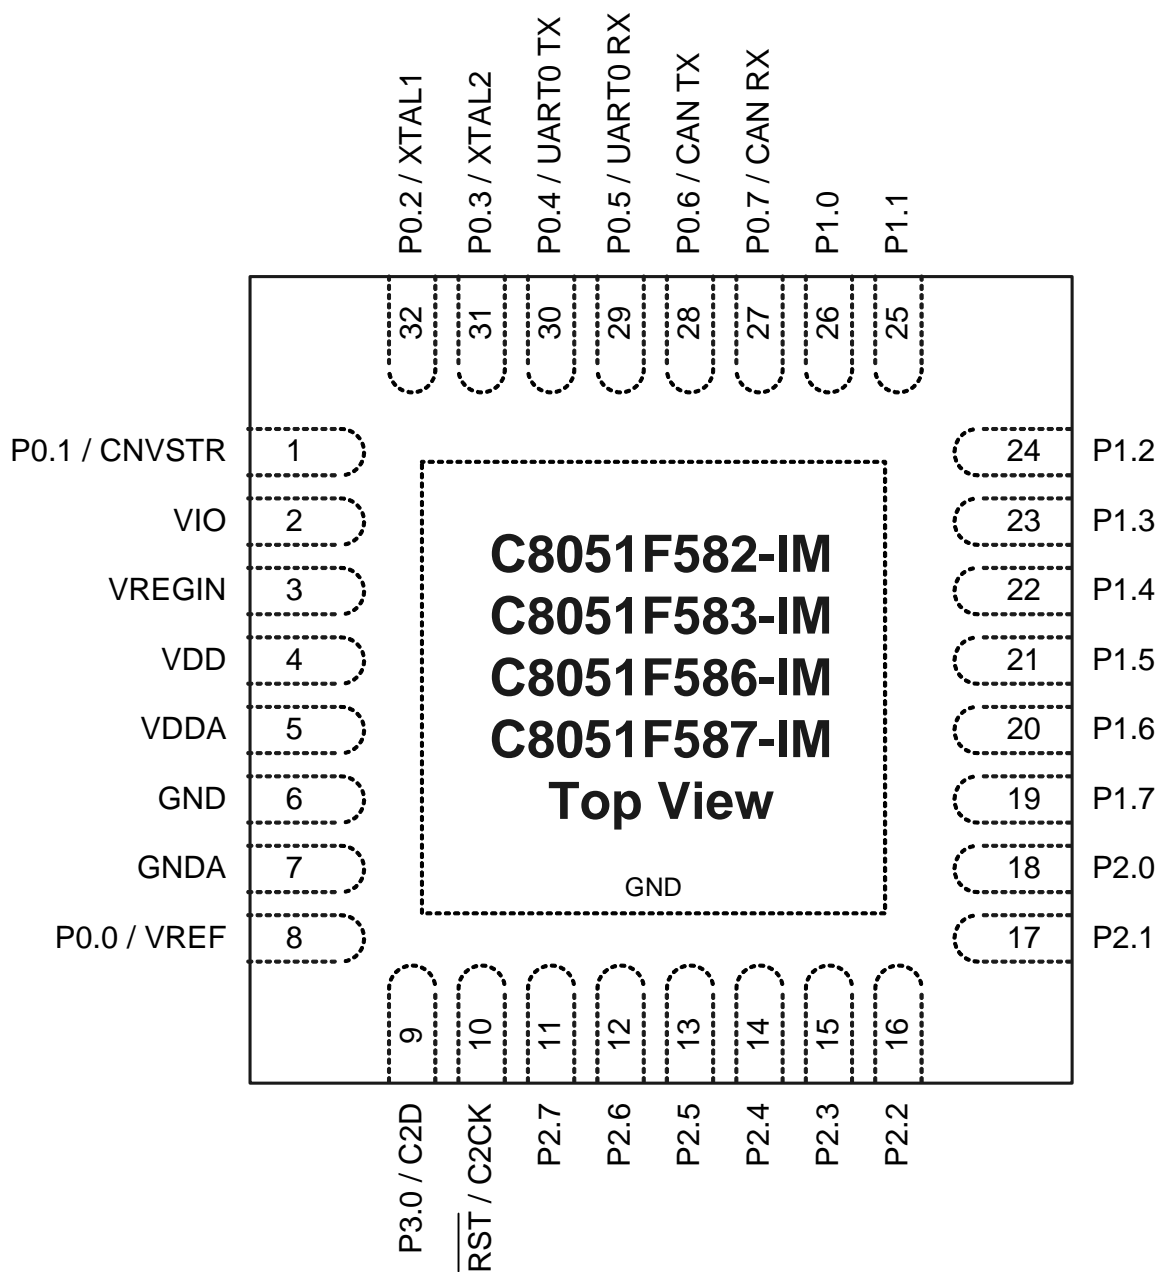 P0.2 / XTAL1
P0.3 / XTAL2
P0.4 / UART0 TX
P0.5 / UART0 RX
P0.6 / CAN TX
P0.7 / CAN RX
P1.0
P1.1
32
31
30
29
28
27
26
25
P0.1 / CNVSTR 1
VIO 2
VREGIN 3
VDD 4
VDDA 5
GND 6
GNDA 7
P0.0 / VREF 8
C8051F582-IM
C8051F583-IM
C8051F586-IM
C8051F587-IM
Top View
GND
24 P1.2
23 P1.3
22 P1.4
21 P1.5
20 P1.6
19 P1.7
18 P2.0
17 P2.1
9
10
11
12
13
14
15
16
P3.0 / C2D
RST / C2CK
P2.7
P2.6
P2.5
P2.4
P2.3
P2.2